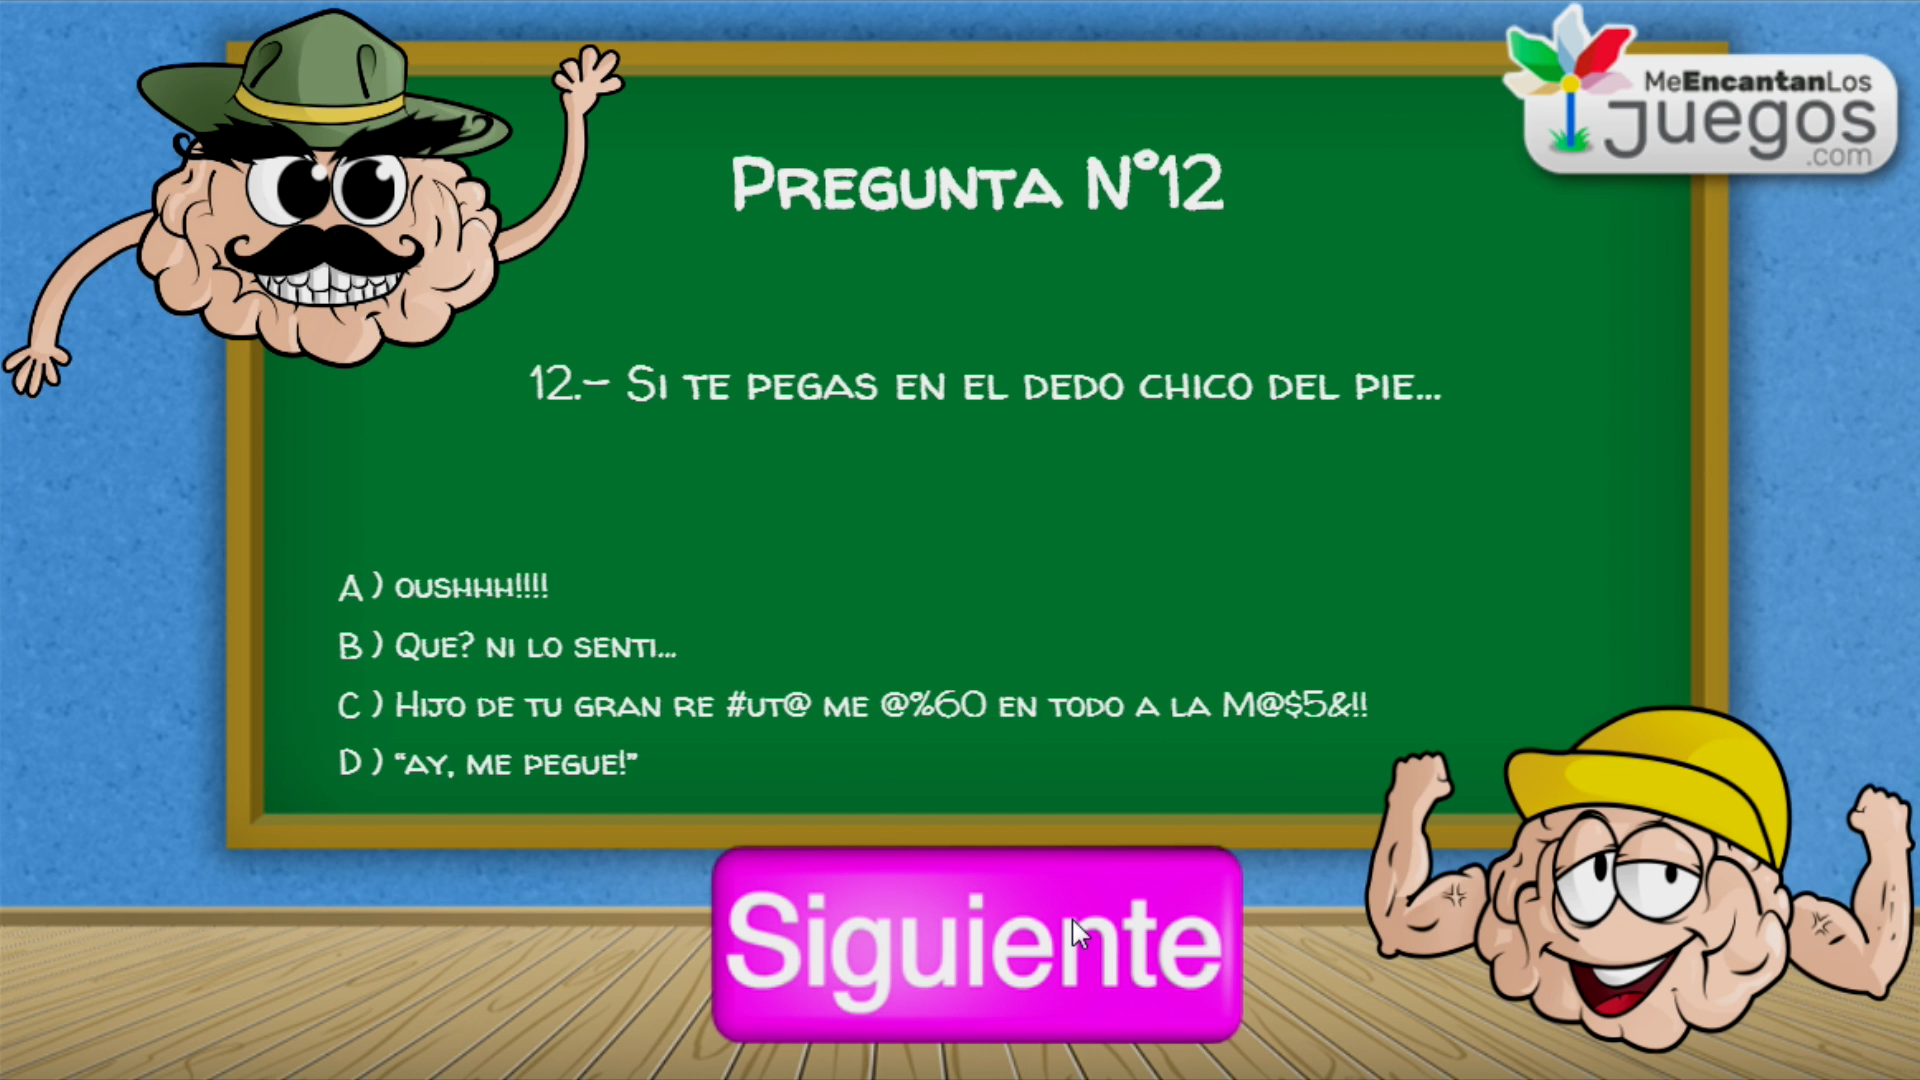 MeEncantanLos
Juegos
.com
Pregunta N°12
12.- Si te pegas en el dedo chico del pie...
A ) oushhh!!!!
B ) Que? ni lo senti...
C ) Hijo de tu gran re #ut@ me @%60 en todo a la M@$5&!!
D ) “ay, me pegue!”
Siguiente